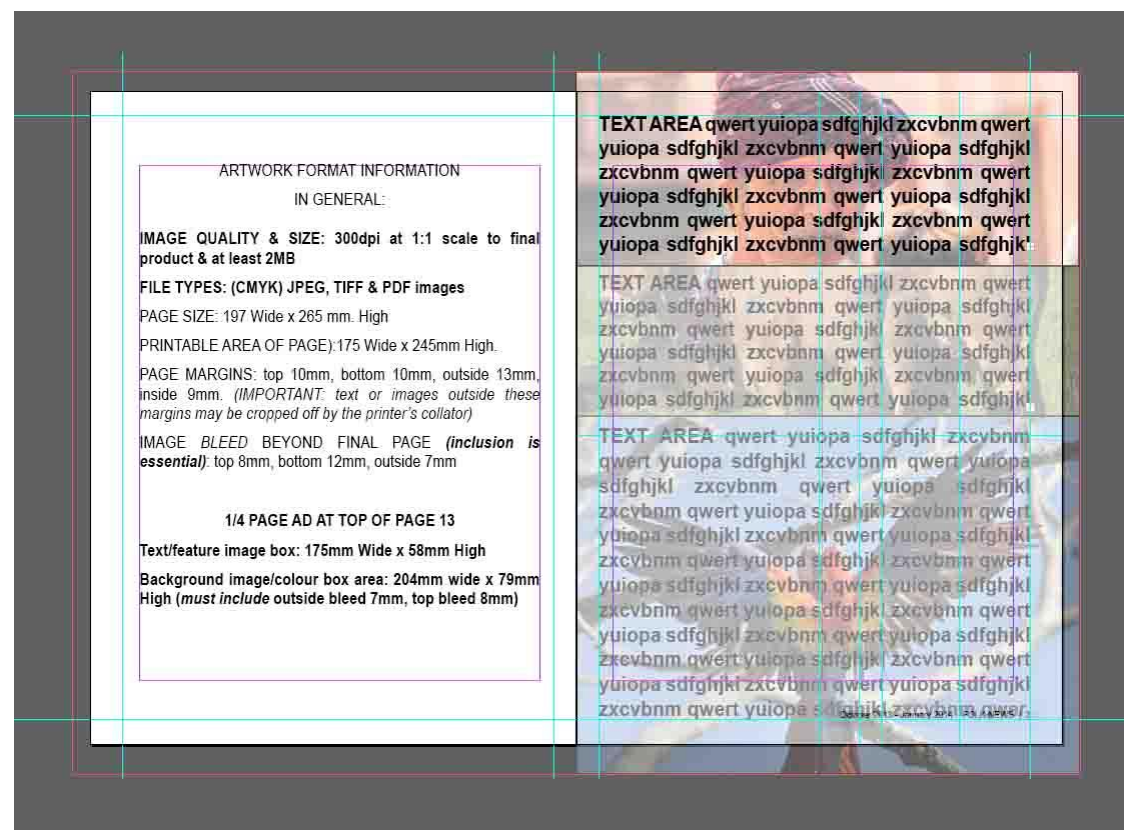 ARTWORK FORMAT INFORMATION
IN GENERAL:
IMAGE QUALITY & SIZE: 300dpi at 1:1 scale to final
product & at least 2MB
FILE TYPES: (CMYK) JPEG, TIFF & PDF images
PAGE SIZE: 197 Wide x 265 mm. High
PRINTABLE AREA OF PAGE):175 Wide x 245mm High.
PAGE MARGINS: top 10mm, bottom 10mm, outside 13mm,
inside 9mm. (IMPORTANT: text or images outside these
margins may be cropped off by the printer's collator)
IMAGE BLEED BEYOND FINAL PAGE (inclusion is
essential): top 8mm, bottom 12mm, outside 7mm
1/4 PAGE AD AT TOP OF PAGE 13
Text/feature image box: 175mm Wide x 58mm High
Background image/colour box area: 204mm wide x 79mm
High (must include outside bleed 7mm, top bleed 8mm)
TEXT AREA qwert yuiopa sdfghjkl zxcvbnm qwert
yuiopa sdfghjkl zxcvbnm qwert yuiopa sdfghjkl
zxcvbnm qwert yuiopa sdfghjkl zxcvbnm qwert
yuiopa sdfghjkl zxcvbnm qwert yuiopa sdfghjkl
zxcvbnm qwert yuiopa sdfghjkl zxcvbnm qwert
yuiopa sdfghjkl zxcvbnm qwert yuiopa sdfghjk'
TEXT AREA qwert yuiopa sdfghjkl zxcvbnm qwert
yuiopa sdfghjkl zxcvbnm qwert yuiopa sdfghjkl
zxcvbnm qwert yuiopa sdfghjkl zxcvbnm qwert
yuiopa sdfghjkl zxcvbnm qwert yuiopa sdfghjkl
zxcvbnm qwert yuiopa sdfghjkl zxcvbnm qwert
yuiopa sdfghjkl zxcvbnm qwert yuiopa sdfghjkl
TEXT AREA qwert yuiopa sdfghjkl zxcvbnm
qwert yuiopa sdfghjkl zxcvbnm qwert yuiopa
sdfghjkl zxcvbnm qwert yuiopa sdfghjkl
zxcvbnm qwert yuiopa sdfghjkl zxcvbnm qwert
yuiopa sdfghjkl zxcvbnm qwert yuiopa sdfghjkl
zxcvbnm qwert yuiopa sdfghjkl zxcvbnm qwert
yuiopa sdfghjkl zxcvbnm qwert yuiopa sdfghjkl
zxcvbnm qwert yuiopa sdfghjkl zxcvbnm qwert
yuiopa sdfghjkl zxcvbnm qwert yuiopa sdfghjkl
zxcvbnm qwert yuiopa sdfghjkl zxcvbnm qwert
yuiopa sdfghjkl zxcvbnm qwert yuiopa sdfghjkl
zxcvbnm qwert yuiopa sdfghjkl zxcvbnm qwer.